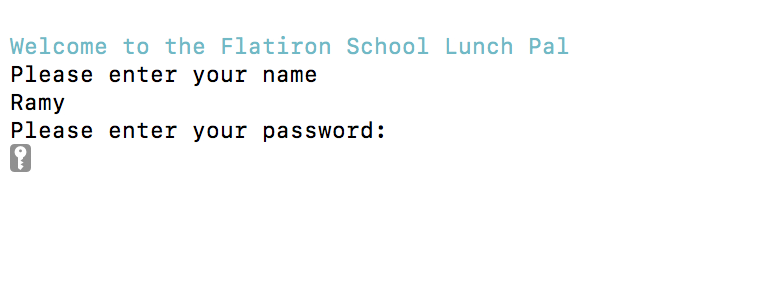 Welcome to the Flatiron School Lunch Pal
Please enter your name
Ramy
Please enter your password: